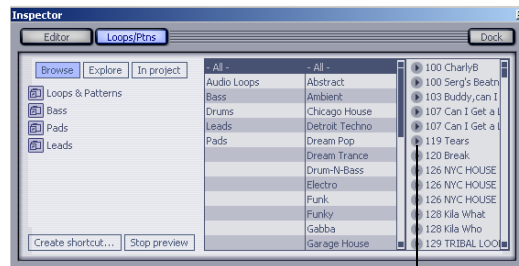 Inspector
Editor
Loops/Ptns
Dock
Browse
Explore
In project
Loops & Patterns
Bass
Pads
Leads
Create shortcut...
Stop preview
- All -
Audio Loops
Bass
Drums
Leads
Pads
- All -
Abstract
Ambient
Chicago House
Detroit Techno
Dream Pop
Dream Trance
Drum-N-Bass
Electro
Funk
Funky
Gabba
Garage House
100 CharlyB
100 Serg's Beatn
103 Buddy,can I
107 Can I Get a L
107 Can I Get a L
119 Tears
120 Break
126 NYC HOUSE
126 NYC HOUSE
126 NYC HOUSE
128 Kila What
128 Kila Who
129 TRIBAL LOO